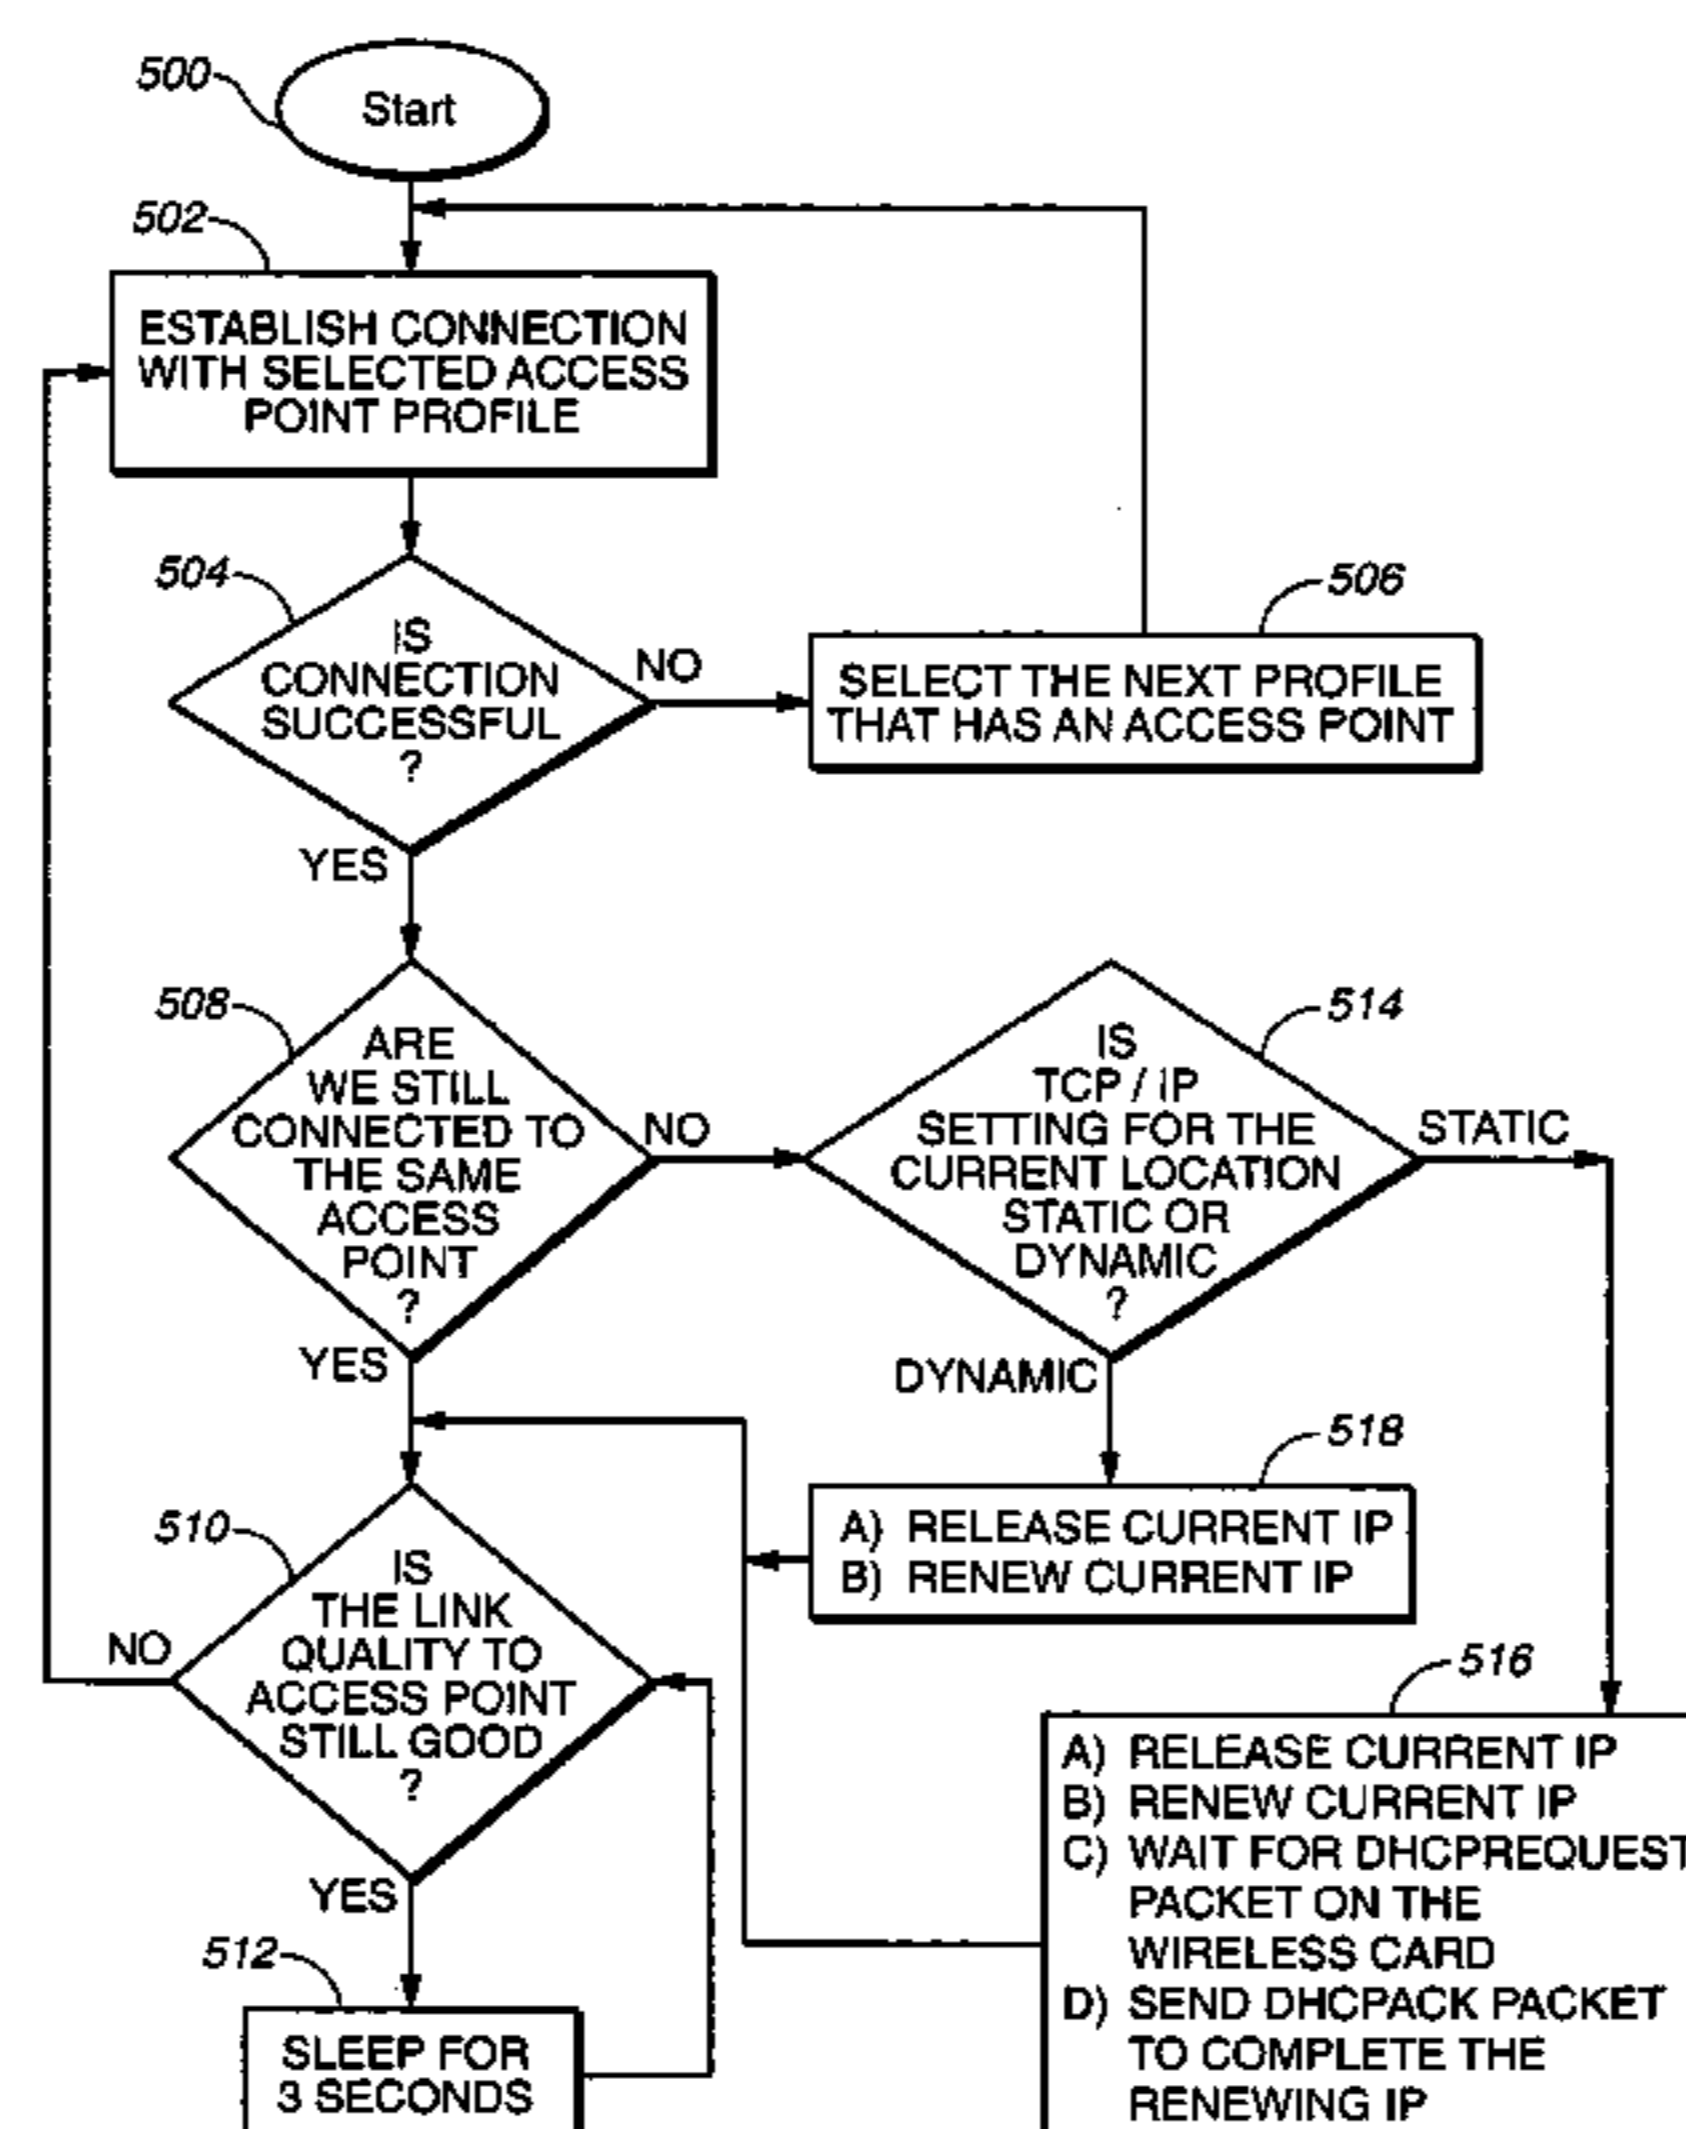 500
Start
502
ESTABLISH CONNECTION
WITH SELECTED ACCESS
POINT PROFILE
504
IS
CONNECTION
SUCCESSFUL
?
NO
506
SELECT THE NEXT PROFILE
THAT HAS AN ACCESS POINT
YES
508
ARE
WE STILL
CONNECTED TO
THE SAME
ACCESS
POINT
?
NO
514
IS
TCP / IP
SETTING FOR THE
CURRENT LOCATION
STATIC OR
DYNAMIC
?
STATIC
YES
DYNAMIC
518
A) RELEASE CURRENT IP
B) RENEW CURRENT IP
510
IS
THE LINK
QUALITY TO
ACCESS POINT
STILL GOOD
?
NO
516
A) RELEASE CURRENT IP
B) RENEW CURRENT IP
C) WAIT FOR DHCPREQUEST
PACKET ON THE
WIRELESS CARD
D) SEND DHCPACK PACKET
TO COMPLETE THE
RENEWING IP
YES
512
SLEEP FOR
3 SECONDS